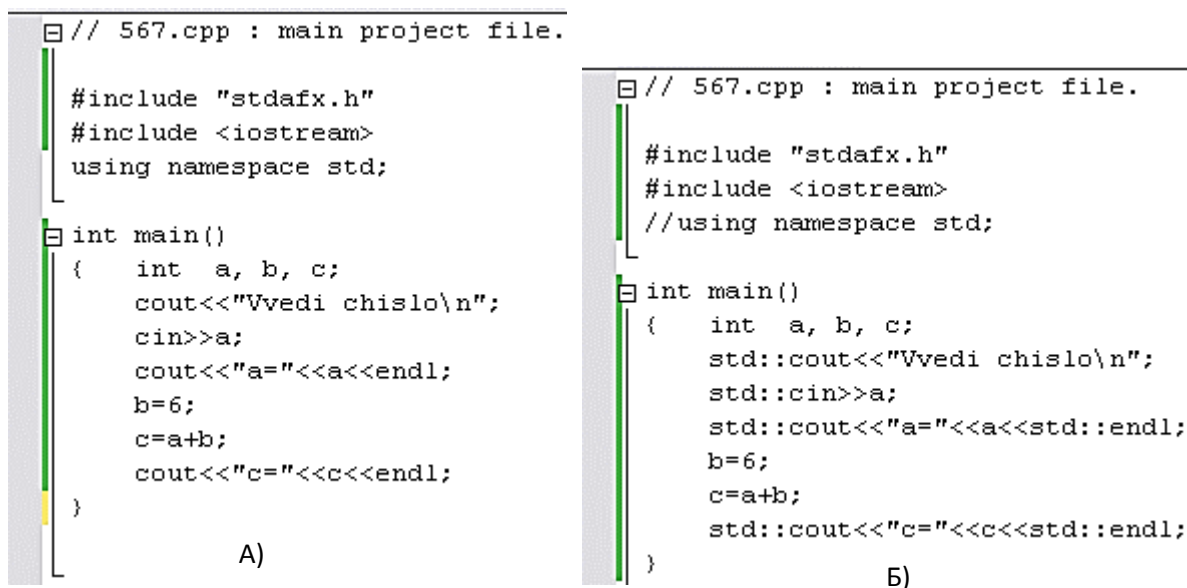 // 567.cpp : main project file.
#include "stdafx.h"
#include <iostream>
using namespace std;
int main()
{ int a, b, c;
cout<<"Vvedi chislo\n";
cin>>a;
cout<<"a="<<a<<endl;
b=6;
c=a+b;
cout<<"c="<<c<<endl;
}
А)
// 567.cpp : main project file.
#include "stdafx.h"
#include <iostream>
//using namespace std;
int main()
{ int a, b, c;
std::cout<<"Vvedi chislo\n";
std::cin>>a;
std::cout<<"a="<<a<<std::endl;
b=6;
c=a+b;
std::cout<<"c="<<c<<std::endl;
}
Б)